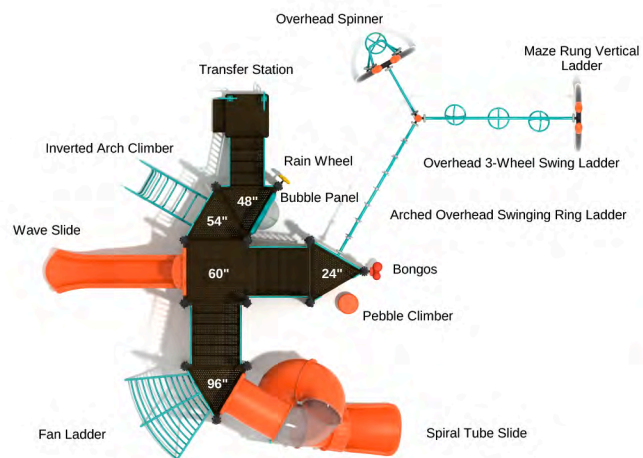 Overhead Spinner
Maze Rung Vertical
Ladder
Transfer Station
Inverted Arch Climber
Rain Wheel
Overhead 3-Wheel Swing Ladder
48"
Bubble Panel
54"
Arched Overhead Swinging Ring Ladder
Wave Slide
60"
24"
Bongos
Pebble Climber
96"
Fan Ladder
Spiral Tube Slide